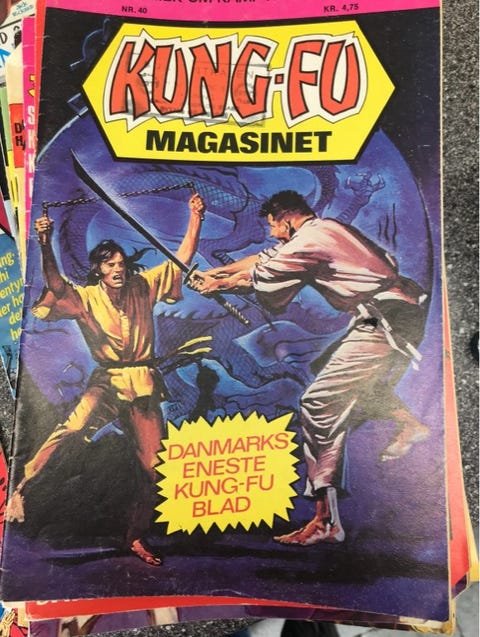 NR. 40
KR. 4,75
KUNG-FU
MAGASINET
DANMARKS
ENESTE
KUNG-FU
BLAD